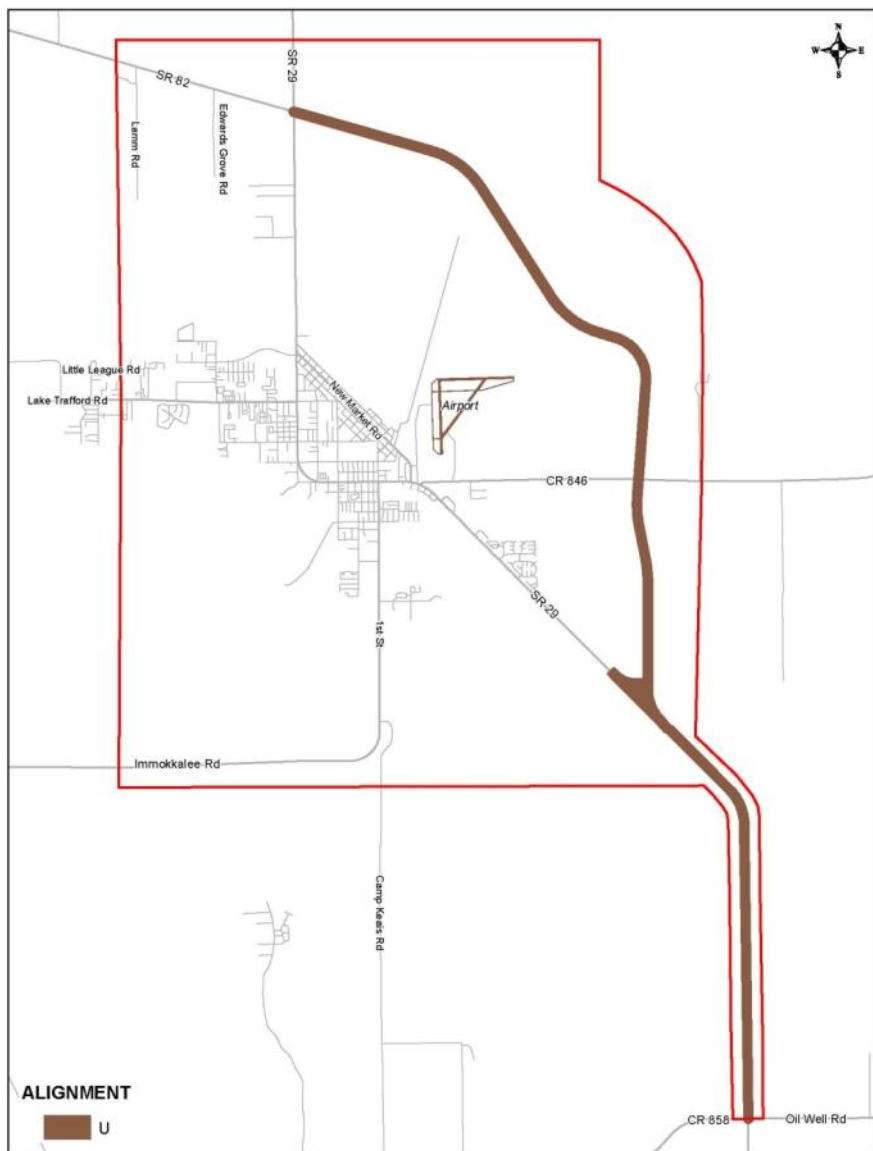 N
W E
S
SR 82
SR 29
Lamm Rd
Edwards Grove Rd
Little League Rd
Lake Trafford Rd
New Market Rd
Airport
CR 846
SR 29
1st St
Immokkalee Rd
Camp Keais Rd
ALIGNMENT
U
CR 858 Oil Well Rd